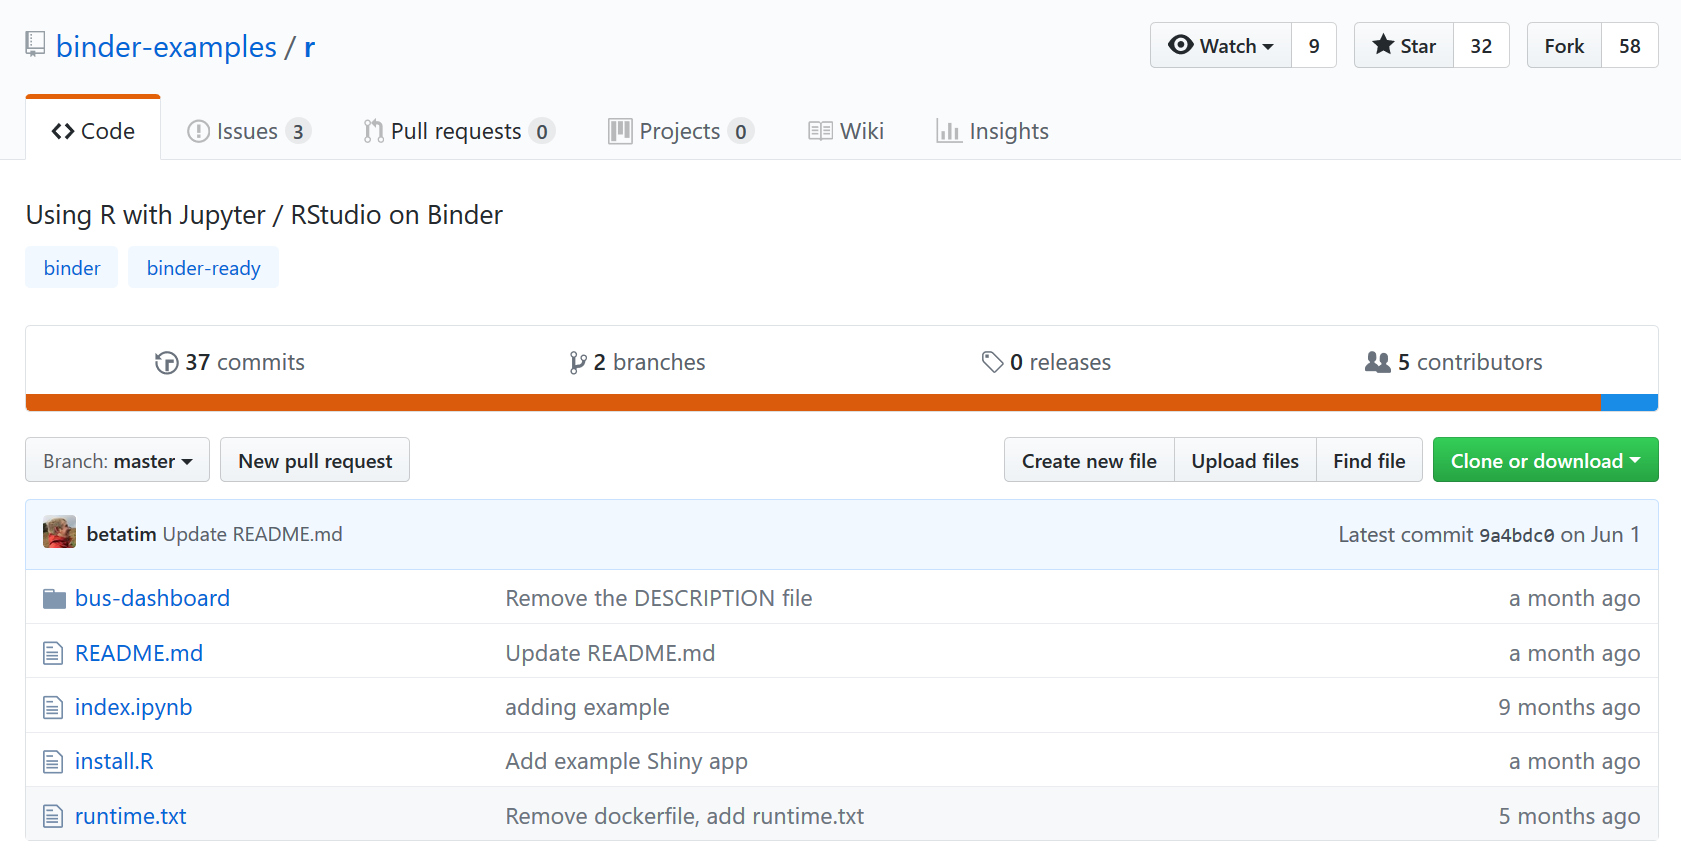 binder-examples / r
Watch 9 Star 32 Fork 58
Code Issues 3 Pull requests 0 Projects 0 Wiki Insights
Using R with Jupyter / RStudio on Binder
binder binder-ready
37 commits 2 branches 0 releases 5 contributors
Branch: master New pull request Create new file Upload files Find file Clone or download
betatim Update README.md Latest commit 9a4bdc0 on Jun 1
bus-dashboard Remove the DESCRIPTION file a month ago
README.md Update README.md a month ago
index.ipynb adding example 9 months ago
install.R Add example Shiny app a month ago
runtime.txt Remove dockerfile, add runtime.txt 5 months ago